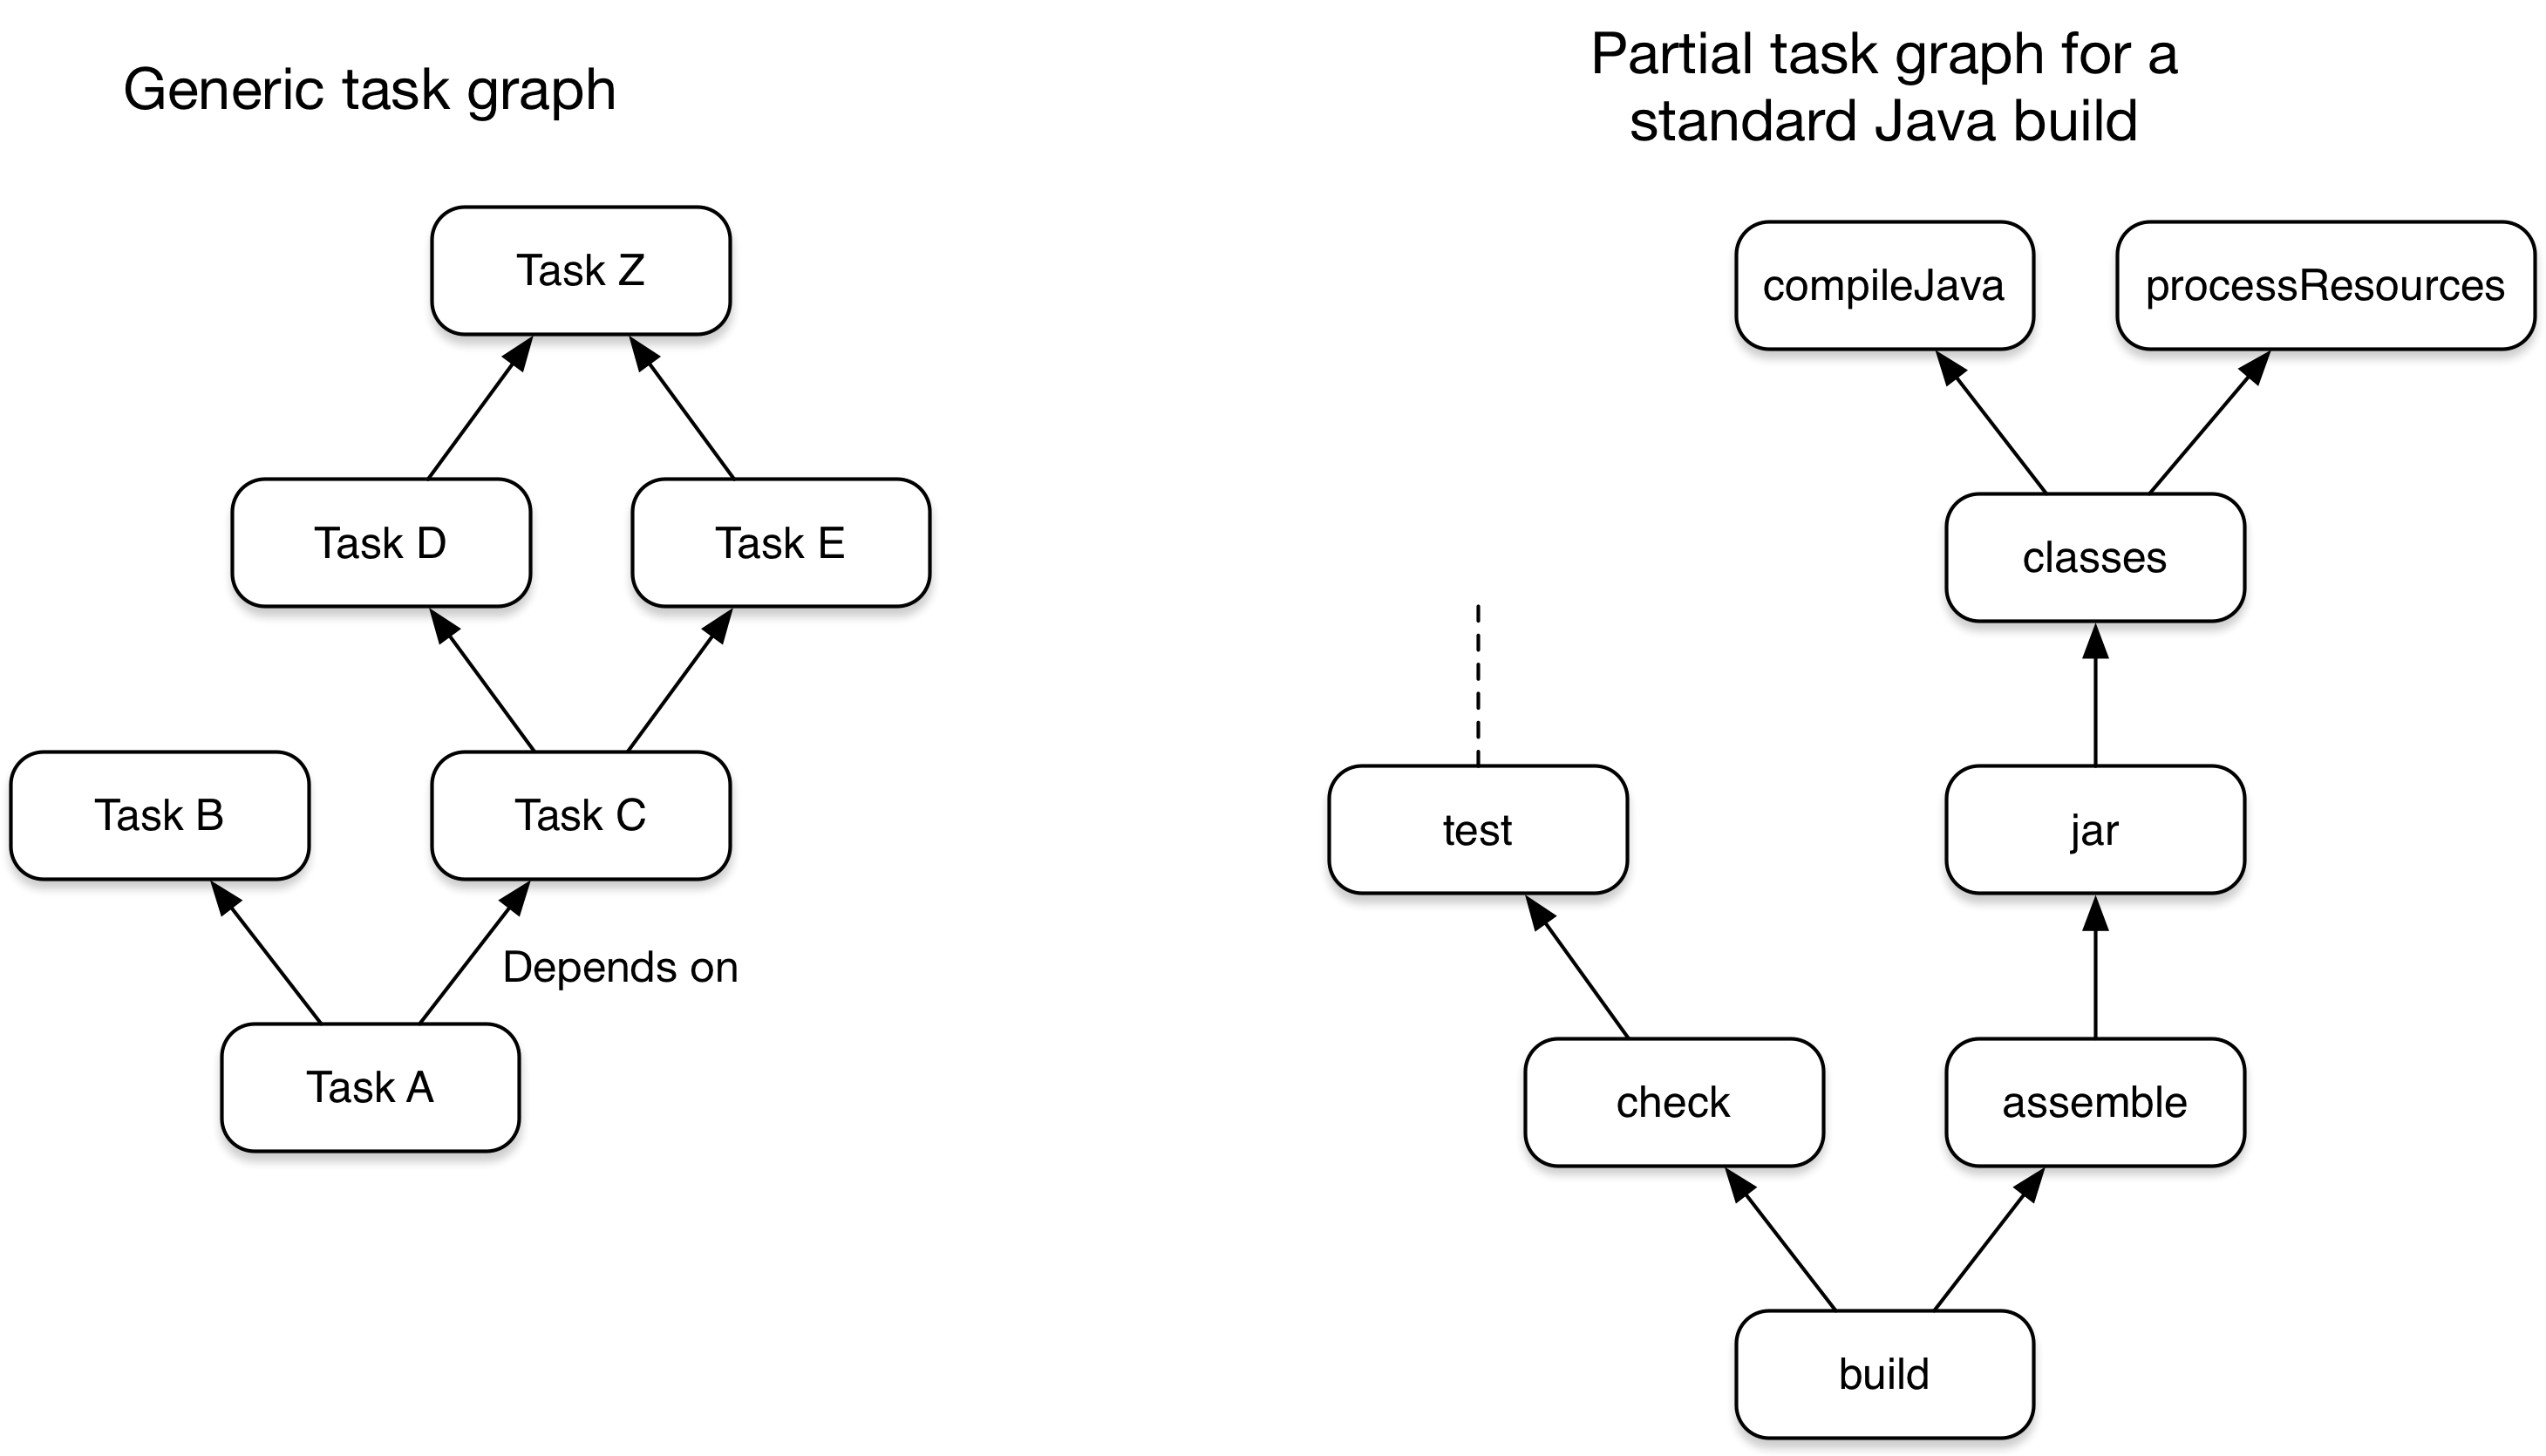 Generic task graph
Task Z
Task D
Task E
Task B
Task C
Depends on
Task A
Partial task graph for a
standard Java build
compileJava
processResources
classes
test
jar
check
assemble
build